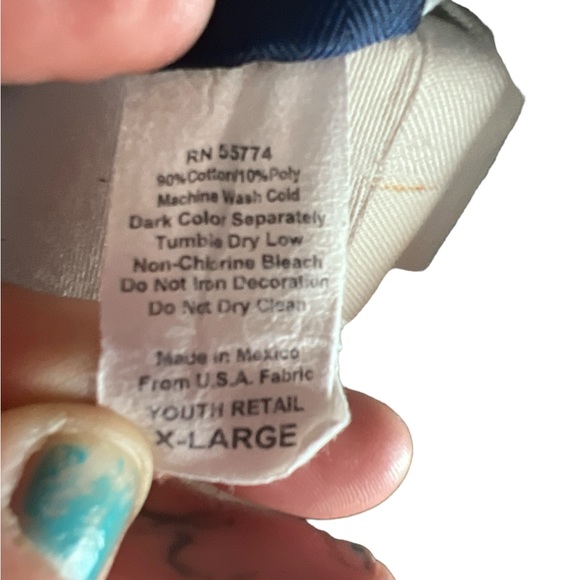 RN 55774
90% Cotton/10% Poly
Machine Wash Cold
Dark Color Separately
Tumble Dry Low
Non-Chlorine Bleach
Do Not Iron Decoration
Do Not Dry Clean
Made in Mexico
From U.S.A. Fabric
YOUTH RETAIL
X-LARGE